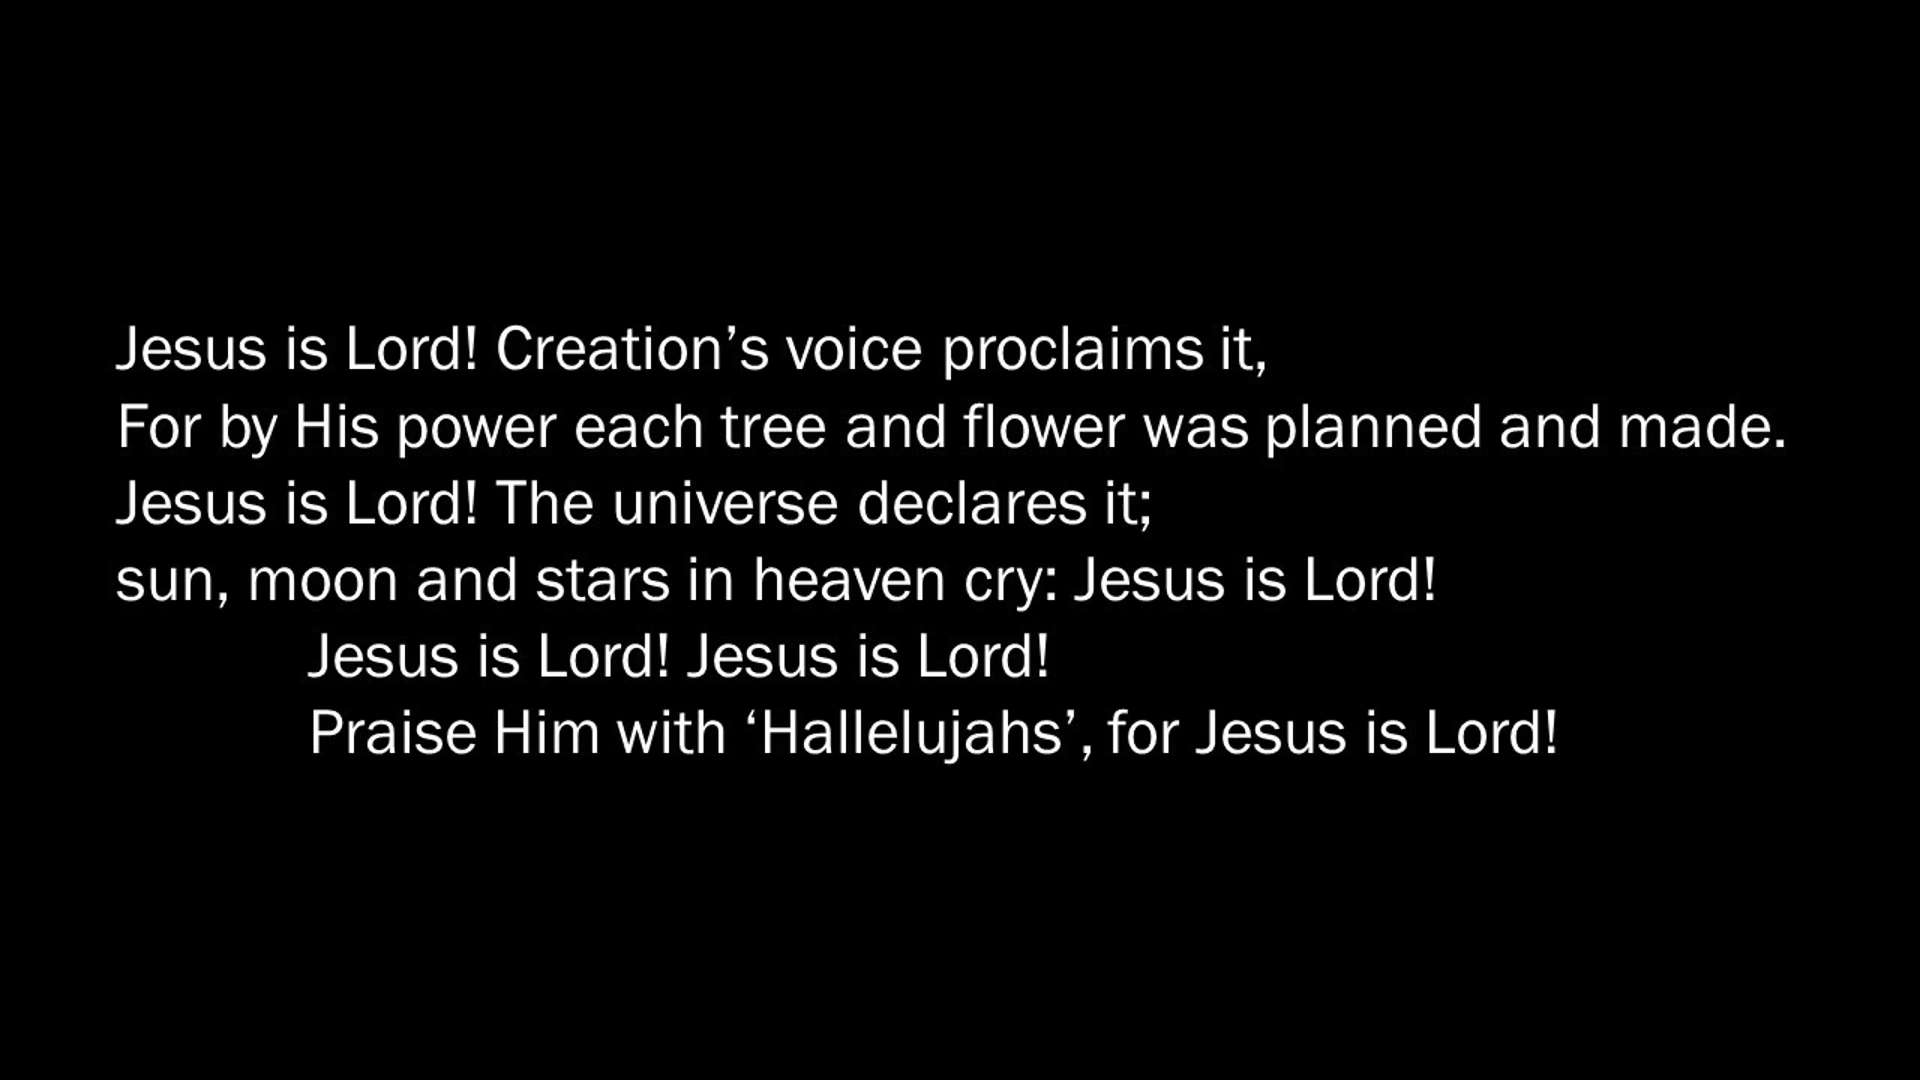 Jesus is Lord! Creation’s voice proclaims it,
For by His power each tree and flower was planned and made.
Jesus is Lord! The universe declares it;
sun, moon and stars in heaven cry: Jesus is Lord!
Jesus is Lord! Jesus is Lord!
Praise Him with ‘Hallelujahs’, for Jesus is Lord!